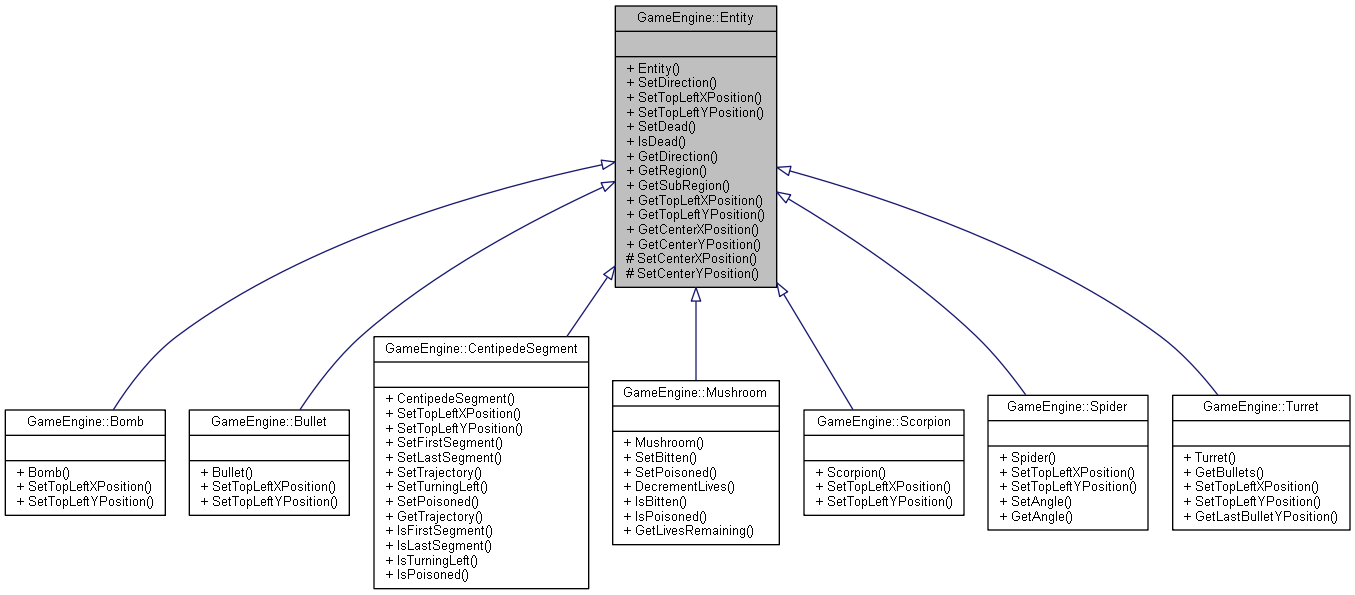 GameEngine::Entity
+ Entity()
+ SetDirection()
+ SetTopLeftXPosition()
+ SetTopLeftYPosition()
+ SetDead()
+ IsDead()
+ GetDirection()
+ GetRegion()
+ GetSubRegion()
+ GetTopLeftXPosition()
+ GetTopLeftYPosition()
+ GetCenterXPosition()
+ GetCenterYPosition()
# SetCenterXPosition()
# SetCenterYPosition()
GameEngine::Bomb
+ Bomb()
+ SetTopLeftXPosition()
+ SetTopLeftYPosition()
GameEngine::Bullet
+ Bullet()
+ SetTopLeftXPosition()
+ SetTopLeftYPosition()
GameEngine::CentipedeSegment
+ CentipedeSegment()
+ SetTopLeftXPosition()
+ SetTopLeftYPosition()
+ SetFirstSegment()
+ SetLastSegment()
+ SetTrajectory()
+ SetTurningLeft()
+ SetPoisoned()
+ GetTrajectory()
+ IsFirstSegment()
+ IsLastSegment()
+ IsTurningLeft()
+ IsPoisoned()
GameEngine::Mushroom
+ Mushroom()
+ SetBitten()
+ SetPoisoned()
+ DecrementLives()
+ IsBitten()
+ IsPoisoned()
+ GetLivesRemaining()
GameEngine::Scorpion
+ Scorpion()
+ SetTopLeftXPosition()
+ SetTopLeftYPosition()
GameEngine::Spider
+ Spider()
+ SetTopLeftXPosition()
+ SetTopLeftYPosition()
+ SetAngle()
+ GetAngle()
GameEngine::Turret
+ Turret()
+ GetBullets()
+ SetTopLeftXPosition()
+ SetTopLeftYPosition()
+ GetLastBulletYPosition()